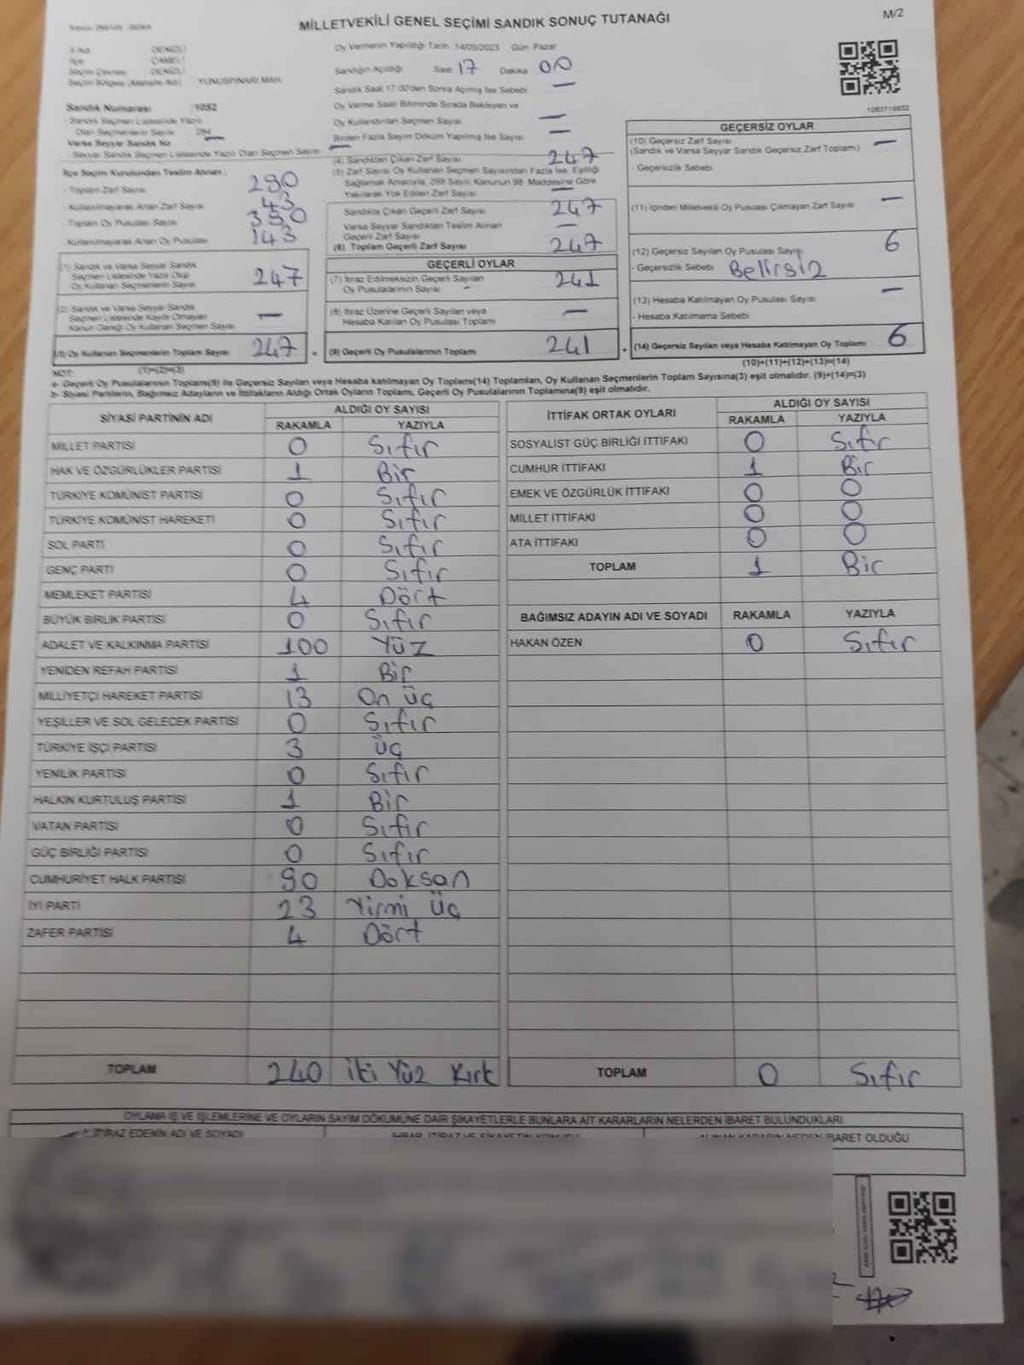 MİLLETVEKİLİ GENEL SEÇİMİ SANDIK SONUÇ TUTANAĞI
M/2
İlçe
DENİZLİ
ÇAMELİ
DENİZLİ
YUNUSPINARI MAH.
Oy Vermenin Yapıldığı Tarih 14/05/2023 Gün Pazar
Sandığın Açıldığı Saat 17 Dakika 00
Sandık Saat 17:00'den Sonra Açılmış İse Sebebi —
Oy Verme Saati Bitiminde Sırada Bekleyen ve
Oy Kullandırılan Seçmen Sayısı —
Birden Fazla Sayım Döküm Yapılmış İse Sayısı —
Sandık Numarası 1052
- Sandık Seçmen Listesinde Yazılı
Olan Seçmenlerin Sayısı
Varsa Seyyar Sandık No —
- Seyyar Sandık Seçmen Listesinde Yazılı Olan Seçmen Sayısı —
İlçe Seçim Kurulundan Teslim Alınan
- Toplam Zarf Sayısı 290
- Kullanılmayarak Artan Zarf Sayısı 43
- Toplam Oy Pusulası Sayısı 390
- Kullanılmayarak Artan Oy Pusulası 143
(1) Sandık ve Varsa Seyyar Sandık
Seçmen Listesinde Yazılı Olup
Oy Kullanan Seçmenlerin Sayısı 247
(2) Sandık ve Varsa Seyyar Sandık
Seçmen Listesinde Kayıtlı Olmayan
Kanun Gereği Oy Kullanan Seçmen Sayısı —
(3) Oy Kullanan Seçmenlerin Toplam Sayısı 247
(1)+(2)=(3)
(4) Sandıktan Çıkan Zarf Sayısı 247
(5) Zarf Sayısı Oy Kullanan Seçmen Sayısından Fazla İse, Eşitliği
Sağlamak Amacıyla, 298 Sayılı Kanunun 98. Maddesine Göre
Yakılarak Yok Edilen Zarf Sayısı —
Sandıkta Çıkan Geçerli Zarf Sayısı 247
Varsa Seyyar Sandıktan Teslim Alınan
Geçerli Zarf Sayısı —
(6) Toplam Geçerli Zarf Sayısı 247
GEÇERLİ OYLAR
(7) İtiraz Edilmeksizin Geçerli Sayılan
Oy Pusulalarının Sayısı 241
(8) İtiraz Üzerine Geçerli Sayılan veya
Hesaba Katılan Oy Pusulaları Toplamı —
(9) Geçerli Oy Pusulalarının Toplamı 241
1083718832
GEÇERSİZ OYLAR
(10) Geçersiz Zarf Sayısı —
(Sandık ve Varsa Seyyar Sandık Geçersiz Zarf Toplamı)
- Geçersizlik Sebebi
(11) İçinden Milletvekili Oy Pusulası Çıkmayan Zarf Sayısı —
(12) Geçersiz Sayılan Oy Pusulası Sayısı 6
- Geçersizlik Sebebi Belirsiz
(13) Hesaba Katılmayan Oy Pusulası Sayısı —
- Hesaba Katılmama Sebebi
(14) Geçersiz Sayılan veya Hesaba Katılmayan Oy Toplamı 6
(10)+(11)+(12)+(13)=(14)
NOT:
a- Geçerli Oy Pusulalarının Toplamı(9) ile Geçersiz Sayılan veya Hesaba katılmayan Oy Toplamı(14) Toplamları, Oy Kullanan Seçmenlerin Toplam Sayısına(3) eşit olmalıdır. (9)+(14)=(3)
b- Siyasi Partilerin, Bağımsız Adayların ve İttifakların Aldığı Ortak Oyların Toplamı, Geçerli Oy Pusulalarının Toplamına(9) eşit olmalıdır.
SİYASİ PARTİNİN ADI
ALDIĞI OY SAYISI
RAKAMLA YAZIYLA
MİLLET PARTİSİ 0 Sıfır
HAK VE ÖZGÜRLÜKLER PARTİSİ 1 Bir
TÜRKİYE KOMÜNİST PARTİSİ 0 Sıfır
TÜRKİYE KOMÜNİST HAREKETİ 0 Sıfır
SOL PARTİ 0 Sıfır
GENÇ PARTİ 0 Sıfır
MEMLEKET PARTİSİ 4 Dört
BÜYÜK BİRLİK PARTİSİ 0 Sıfır
ADALET VE KALKINMA PARTİSİ 100 Yüz
YENİDEN REFAH PARTİSİ 1 Bir
MİLLİYETÇİ HAREKET PARTİSİ 13 On üç
YEŞİLLER VE SOL GELECEK PARTİSİ 0 Sıfır
TÜRKİYE İŞÇİ PARTİSİ 3 Üç
YENİLİK PARTİSİ 0 Sıfır
HALKIN KURTULUŞ PARTİSİ 1 Bir
VATAN PARTİSİ 0 Sıfır
GÜÇ BİRLİĞİ PARTİSİ 0 Sıfır
CUMHURİYET HALK PARTİSİ 90 Doksan
İYİ PARTİ 23 Yirmi Üç
ZAFER PARTİSİ 4 Dört
TOPLAM 240 iki Yüz Kırk
İTTİFAK ORTAK OYLARI
ALDIĞI OY SAYISI
RAKAMLA YAZIYLA
SOSYALİST GÜÇ BİRLİĞİ İTTİFAKI 0 Sıfır
CUMHUR İTTİFAKI 1 Bir
EMEK VE ÖZGÜRLÜK İTTİFAKI 0 0
MİLLET İTTİFAKI 0 0
ATA İTTİFAKI 0 0
TOPLAM 1 Bir
BAĞIMSIZ ADAYIN ADI VE SOYADI RAKAMLA YAZIYLA
HAKAN ÖZEN 0 Sıfır
TOPLAM 0 Sıfır
OYLAMA İŞ VE İŞLEMLERİNE VE OYLARIN SAYIM DÖKÜMÜNE DAİR ŞİKAYETLERLE BUNLARA AİT KARARLARIN NELERDEN İBARET BULUNDUKLARI
İTİRAZ EDENİN ADI VE SOYADI
İBARET OLDUĞU